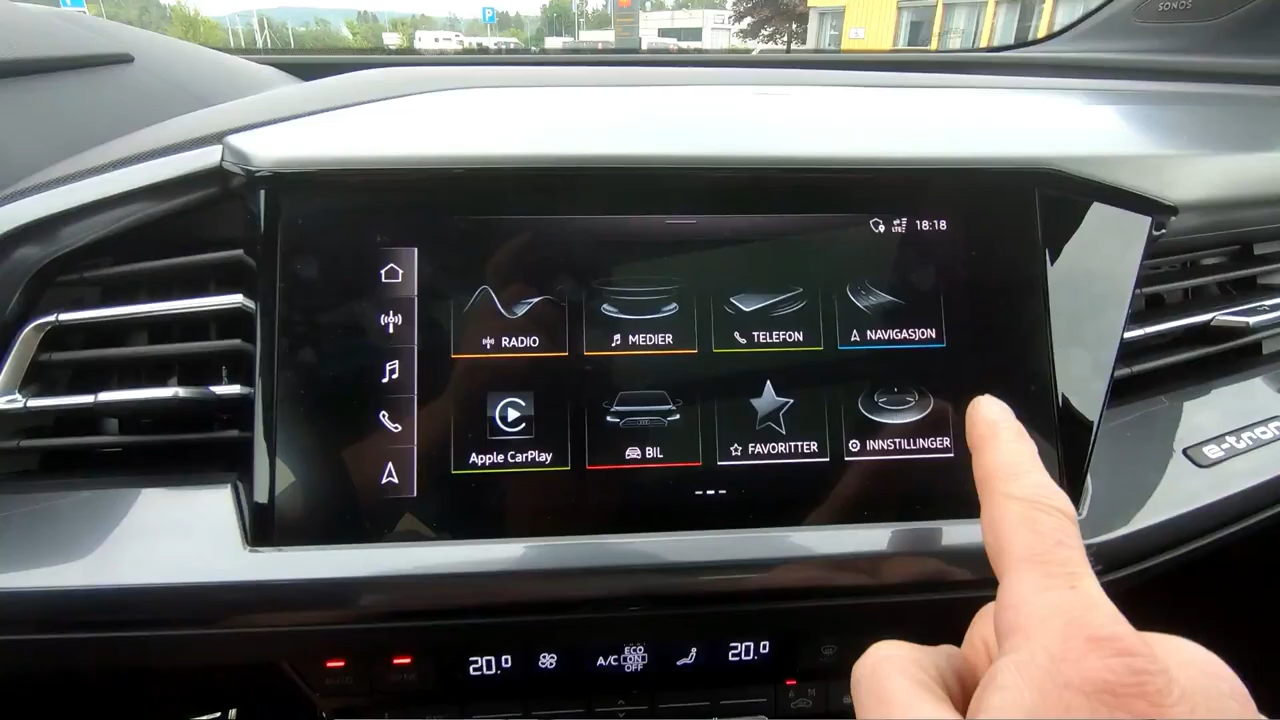 P
SONOS
LTE
18:18
RADIO
MEDIER
TELEFON
NAVIGASJON
Apple CarPlay
BIL
FAVORITTER
INNSTILLINGER
e-tron
20.0
A/C
ECO
ON
OFF
20.0
A M